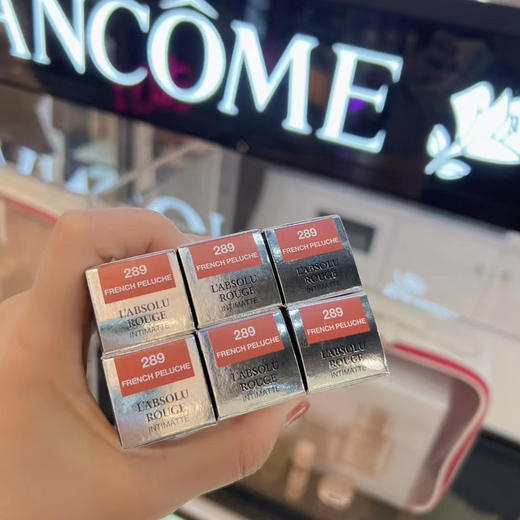 ANCÔME
289
FRENCH PELUCHE
L'ABSOLU
ROUGE
INTIMATTE
289
FRENCH PELUCHE
L'ABSOLU
ROUGE
INTIMATTE
289
FRENCH PELUCHE
L'ABSOLU
ROUGE
INTIMATTE
289
FRENCH PELUCHE
L'ABSOLU
ROUGE
INTIMATTE
289
FRENCH PELUCHE
L'ABSOLU
ROUGE
INTIMATTE
289
FRENCH PELUCHE
L'ABSOLU
ROUGE
INTIMATTE